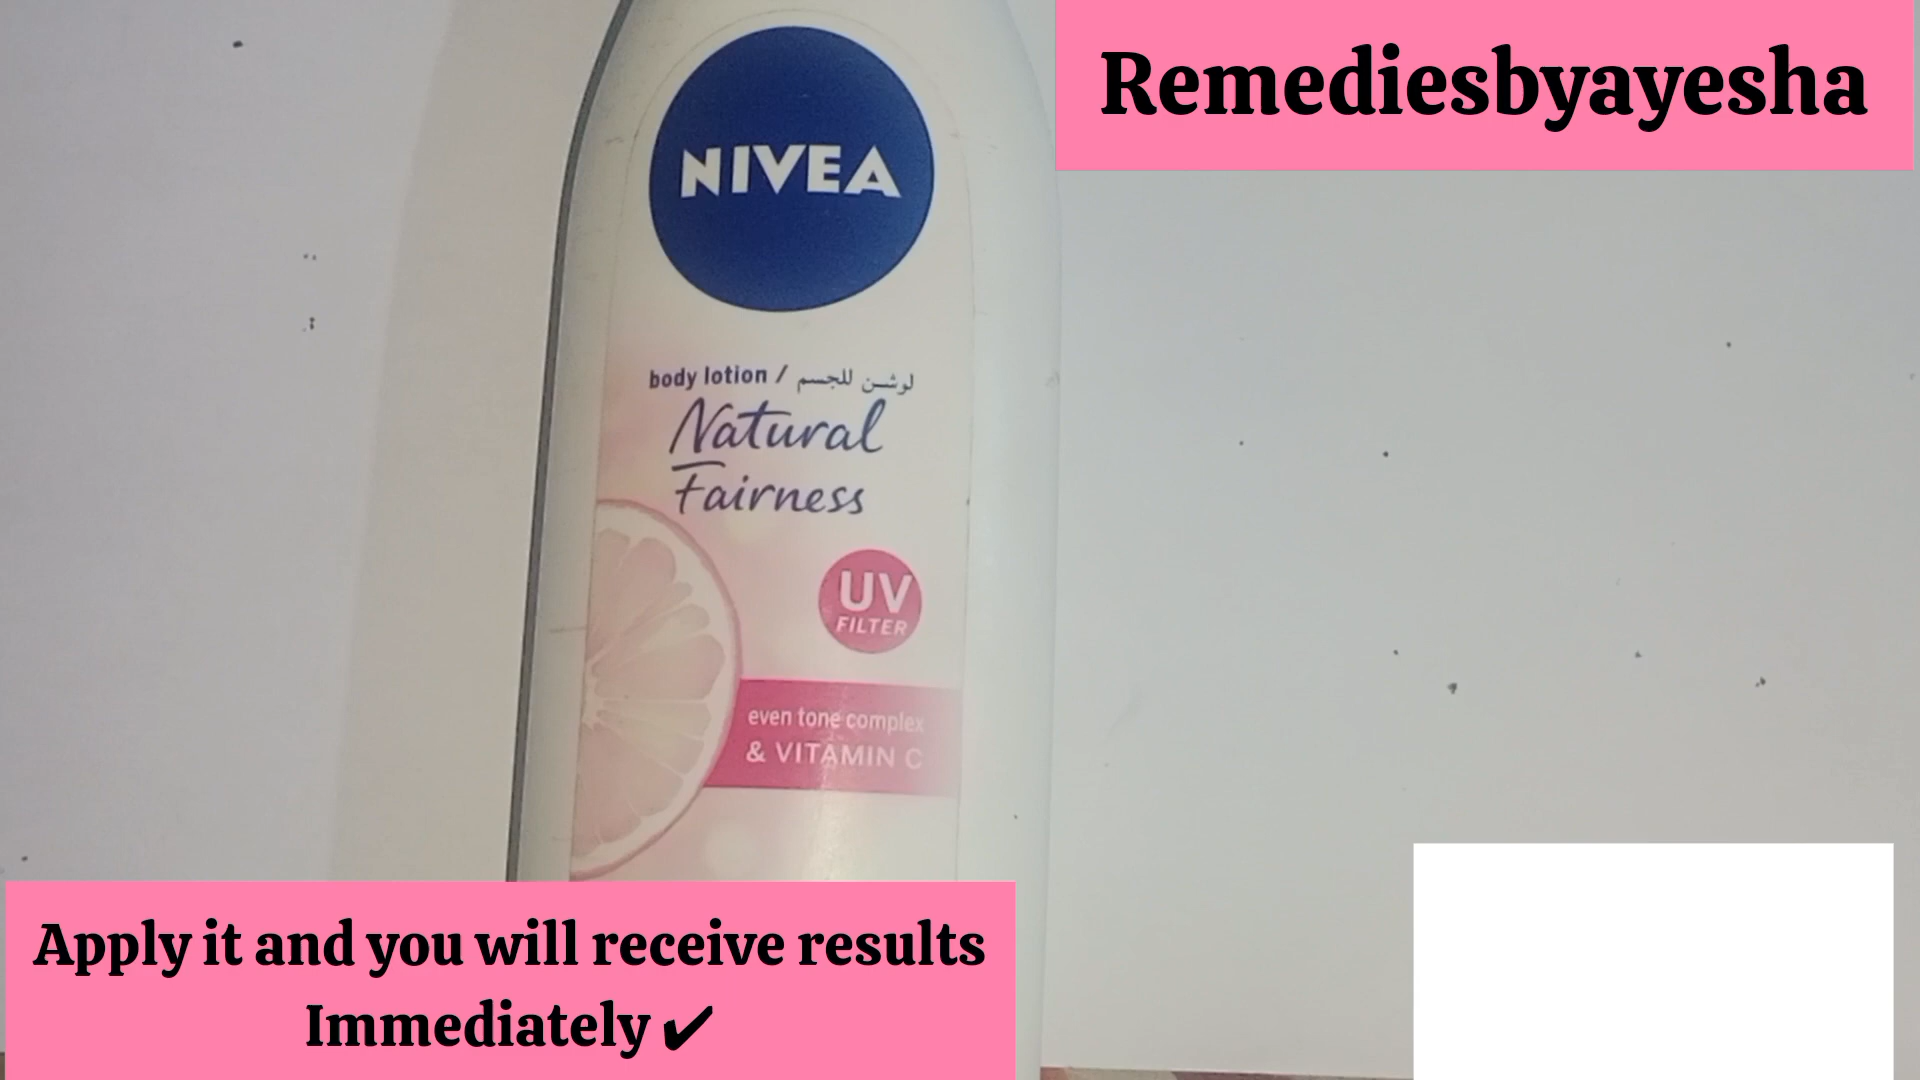 Remediesbyayesha
NIVEA
body lotion / لوشن للجسم
Natural
Fairness
UV
FILTER
even tone complex
& VITAMIN C
Apply it and you will receive results
Immediately ✔